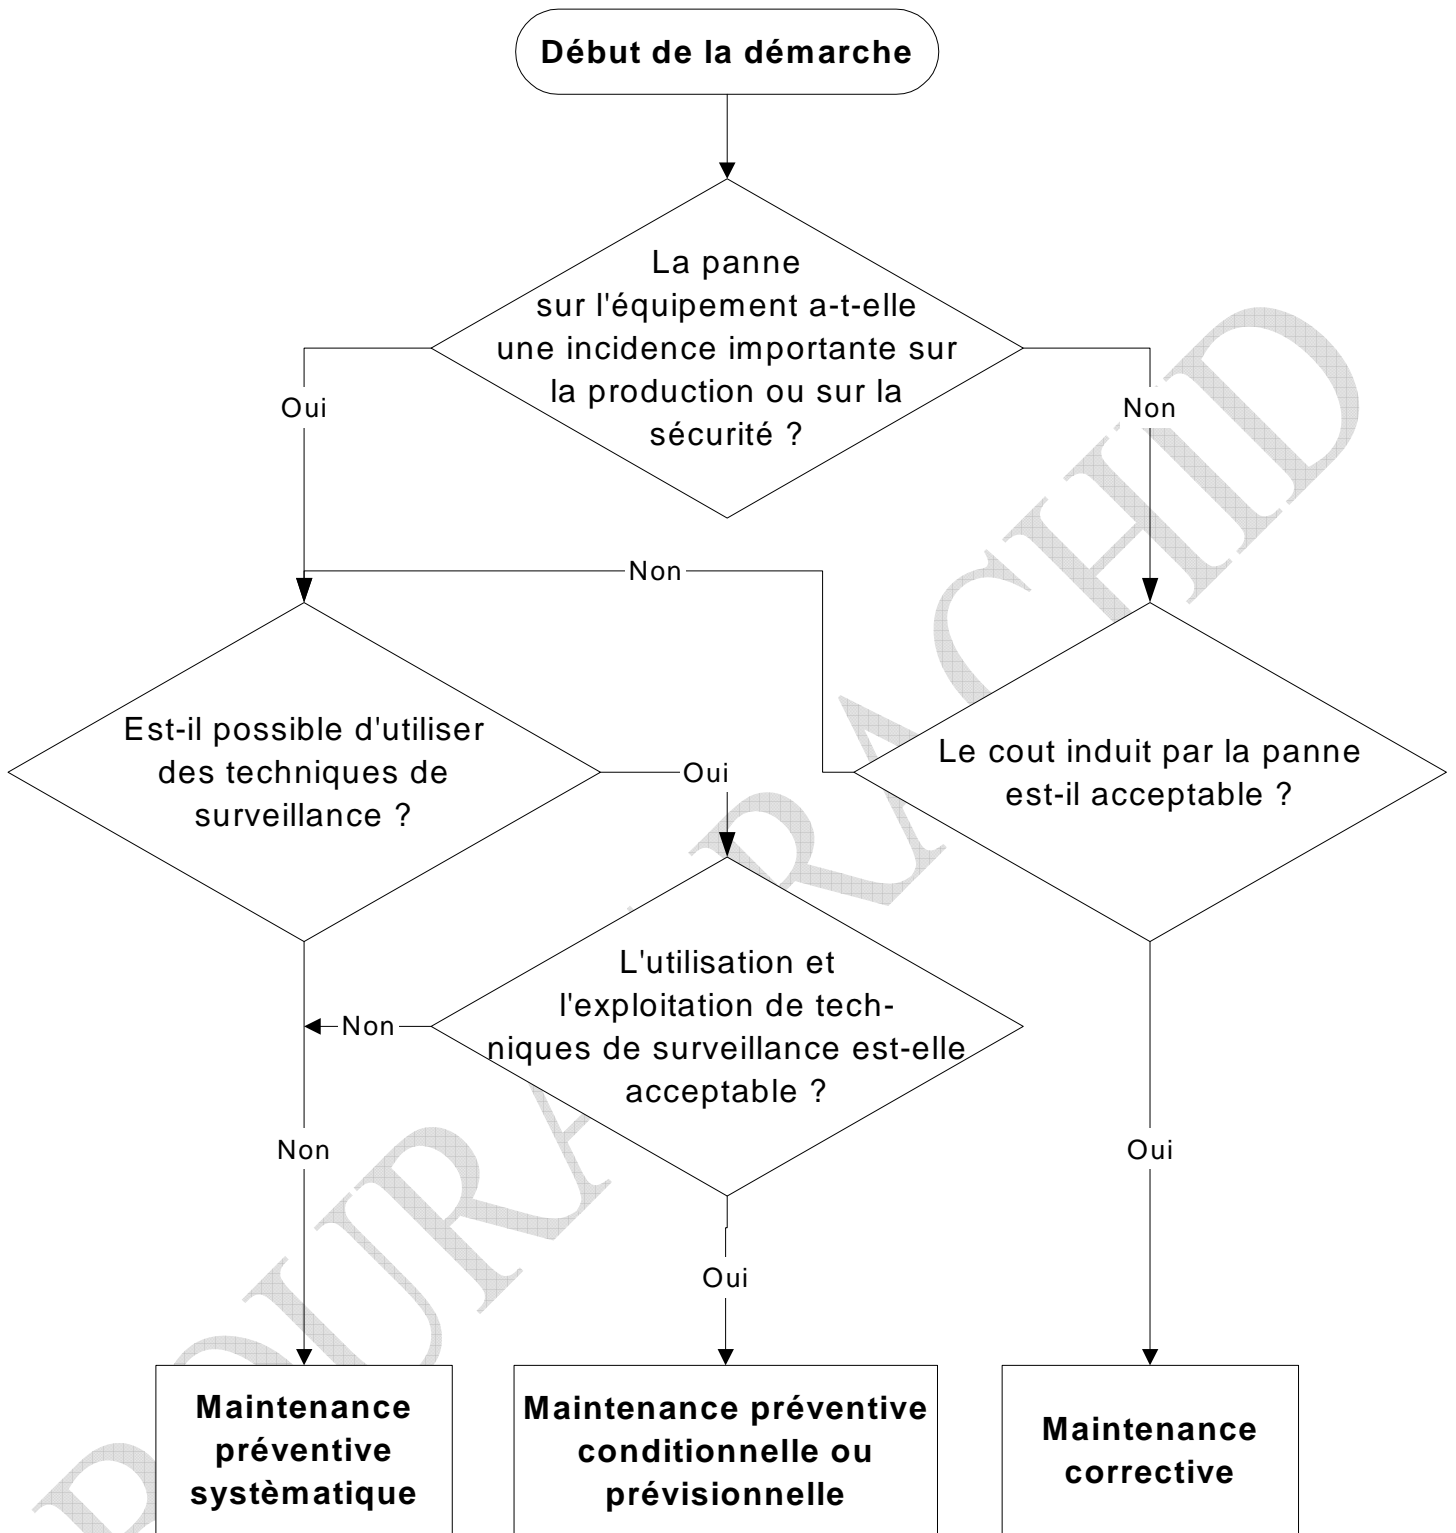 Début de la démarche
La panne
sur l'équipement a-t-elle
une incidence importante sur
la production ou sur la
sécurité ?
Oui
Non
Non
Est-il possible d'utiliser
des techniques de
surveillance ?
Oui
Le cout induit par la panne
est-il acceptable ?
L'utilisation et
l'exploitation de tech-
niques de surveillance est-elle
acceptable ?
Non
Non
Oui
Oui
Maintenance
préventive
systèmatique
Maintenance préventive
conditionnelle ou
prévisionnelle
Maintenance
corrective
RACHID